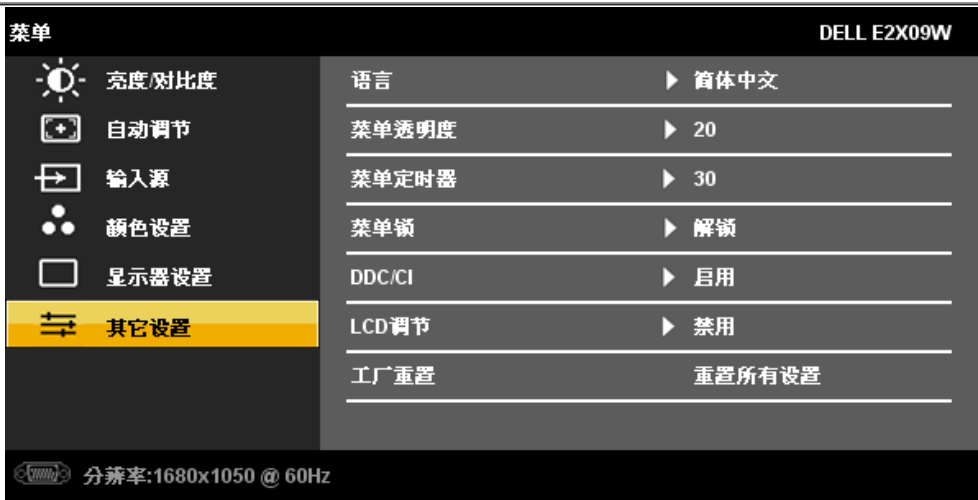 菜单 DELL E2X09W
亮度/对比度 语言 简体中文
自动调节 菜单透明度 20
输入源 菜单定时器 30
颜色设置 菜单锁 解锁
显示器设置 DDC/CI 启用
其它设置 LCD调节 禁用
工厂重置 重置所有设置
分辨率:1680x1050 @ 60Hz